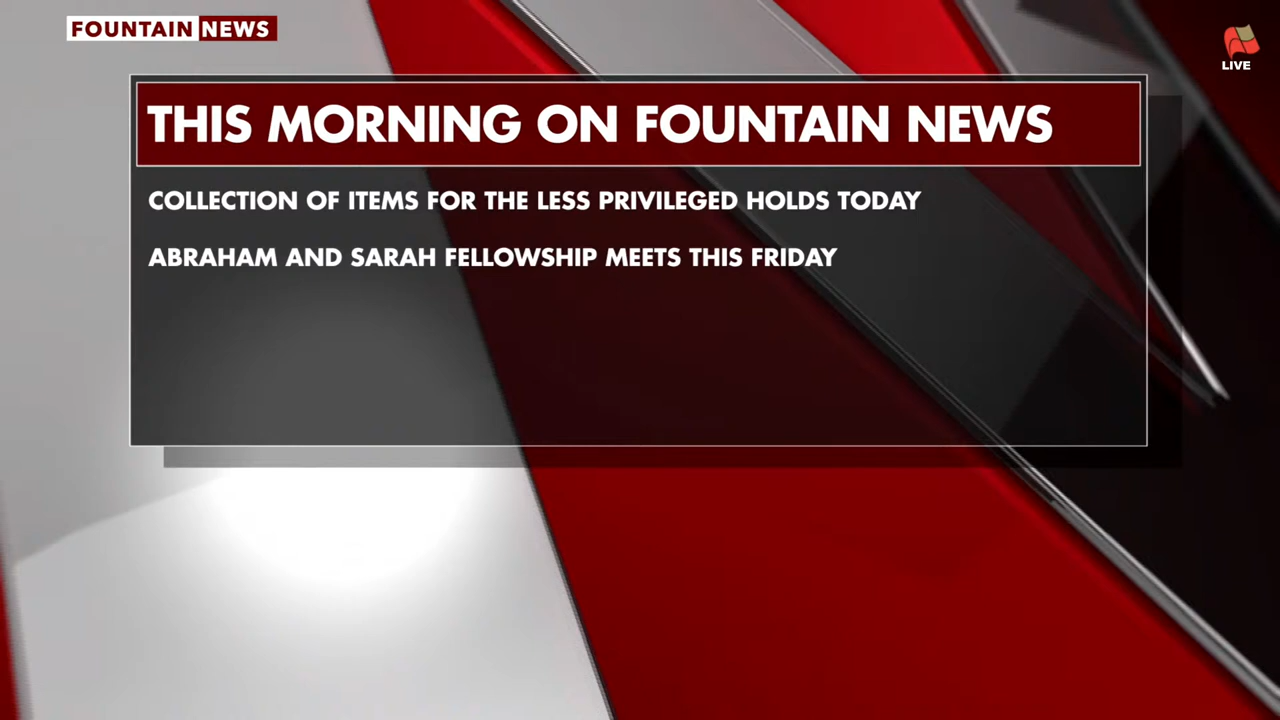 FOUNTAIN NEWS
LIVE
THIS MORNING ON FOUNTAIN NEWS
COLLECTION OF ITEMS FOR THE LESS PRIVILEGED HOLDS TODAY
ABRAHAM AND SARAH FELLOWSHIP MEETS THIS FRIDAY